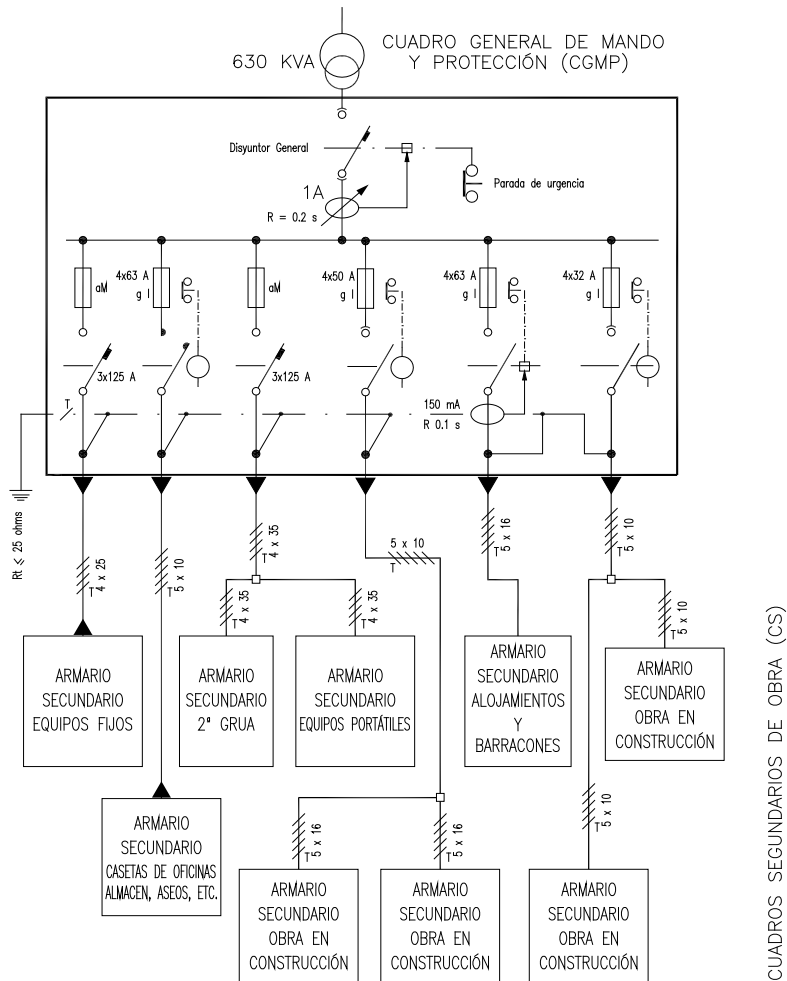 630 KVA
CUADRO GENERAL DE MANDO
Y PROTECCIÓN (CGMP)
Disyuntor General
Parada de urgencia
1A
R = 0.2 s
aM
4x63 A
g I
aM
4x50 A
g I
4x63 A
g I
4x32 A
g I
3x125 A
3x125 A
T
150 mA
R 0.1 s
Rt ≤ 25 ohms
T
4 x 25
T
5 x 10
T
4 x 35
5 x 10
T
T
5 x 16
T
5 x 10
T
4 x 35
T
4 x 35
T
5 x 10
ARMARIO
SECUNDARIO
EQUIPOS FIJOS
ARMARIO
SECUNDARIO
2ª GRUA
ARMARIO
SECUNDARIO
EQUIPOS PORTÁTILES
ARMARIO
SECUNDARIO
ALOJAMIENTOS
Y
BARRACONES
ARMARIO
SECUNDARIO
OBRA EN
CONSTRUCCIÓN
ARMARIO
SECUNDARIO
CASETAS DE OFICINAS
ALMACEN, ASEOS, ETC.
T
5 x 16
T
5 x 16
T
5 x 10
ARMARIO
SECUNDARIO
OBRA EN
CONSTRUCCIÓN
ARMARIO
SECUNDARIO
OBRA EN
CONSTRUCCIÓN
ARMARIO
SECUNDARIO
OBRA EN
CONSTRUCCIÓN
CUADROS SEGUNDARIOS DE OBRA (CS)